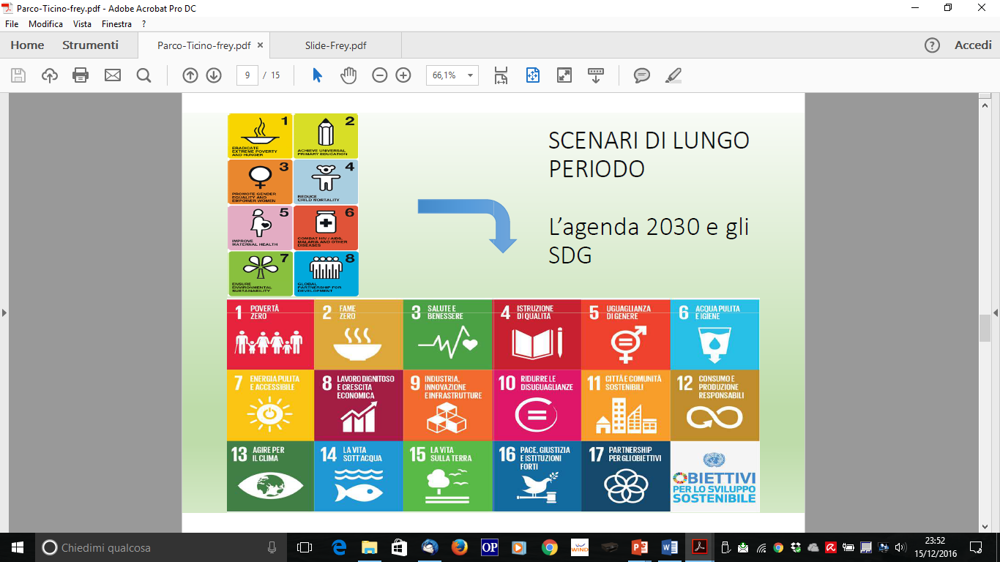 Parco-Ticino-frey.pdf - Adobe Acrobat Pro DC
File Modifica Vista Finestra ?
Home Strumenti Parco-Ticino-frey.pdf × Slide-Frey.pdf ? Accedi
9 / 15 66,1%
1
ERADICATE
EXTREME POVERTY
AND HUNGER
2
ACHIEVE UNIVERSAL
PRIMARY EDUCATION
3
PROMOTE GENDER
EQUALITY AND
EMPOWER WOMEN
4
REDUCE
CHILD MORTALITY
5
IMPROVE
MATERNAL HEALTH
6
COMBAT HIV / AIDS,
MALARIA AND OTHER
DISEASES
7
ENSURE
ENVIRONMENTAL
SUSTAINABILITY
8
GLOBAL
PARTNERSHIP FOR
DEVELOPMENT
SCENARI DI LUNGO
PERIODO
L'agenda 2030 e gli
SDG
1 POVERTÀ
ZERO
2 FAME
ZERO
3 SALUTE E
BENESSERE
4 ISTRUZIONE
DI QUALITÀ
5 UGUAGLIANZA
DI GENERE
6 ACQUA PULITA
E IGIENE
7 ENERGIA PULITA
E ACCESSIBILE
8 LAVORO DIGNITOSO
E CRESCITA
ECONOMICA
9 INDUSTRIA,
INNOVAZIONE
E INFRASTRUTTURE
10 RIDURRE LE
DISUGUAGLIANZE
11 CITTÀ E COMUNITÀ
SOSTENIBILI
12 CONSUMO E
PRODUZIONE
RESPONSABILI
13 AGIRE PER
IL CLIMA
14 LA VITA
SOTT'ACQUA
15 LA VITA
SULLA TERRA
16 PACE, GIUSTIZIA
E ISTITUZIONI
FORTI
17 PARTNERSHIP
PER GLI OBIETTIVI
OBIETTIVI
PER LO SVILUPPO
SOSTENIBILE
Chiedimi qualcosa
OP
WIND
23:52
15/12/2016